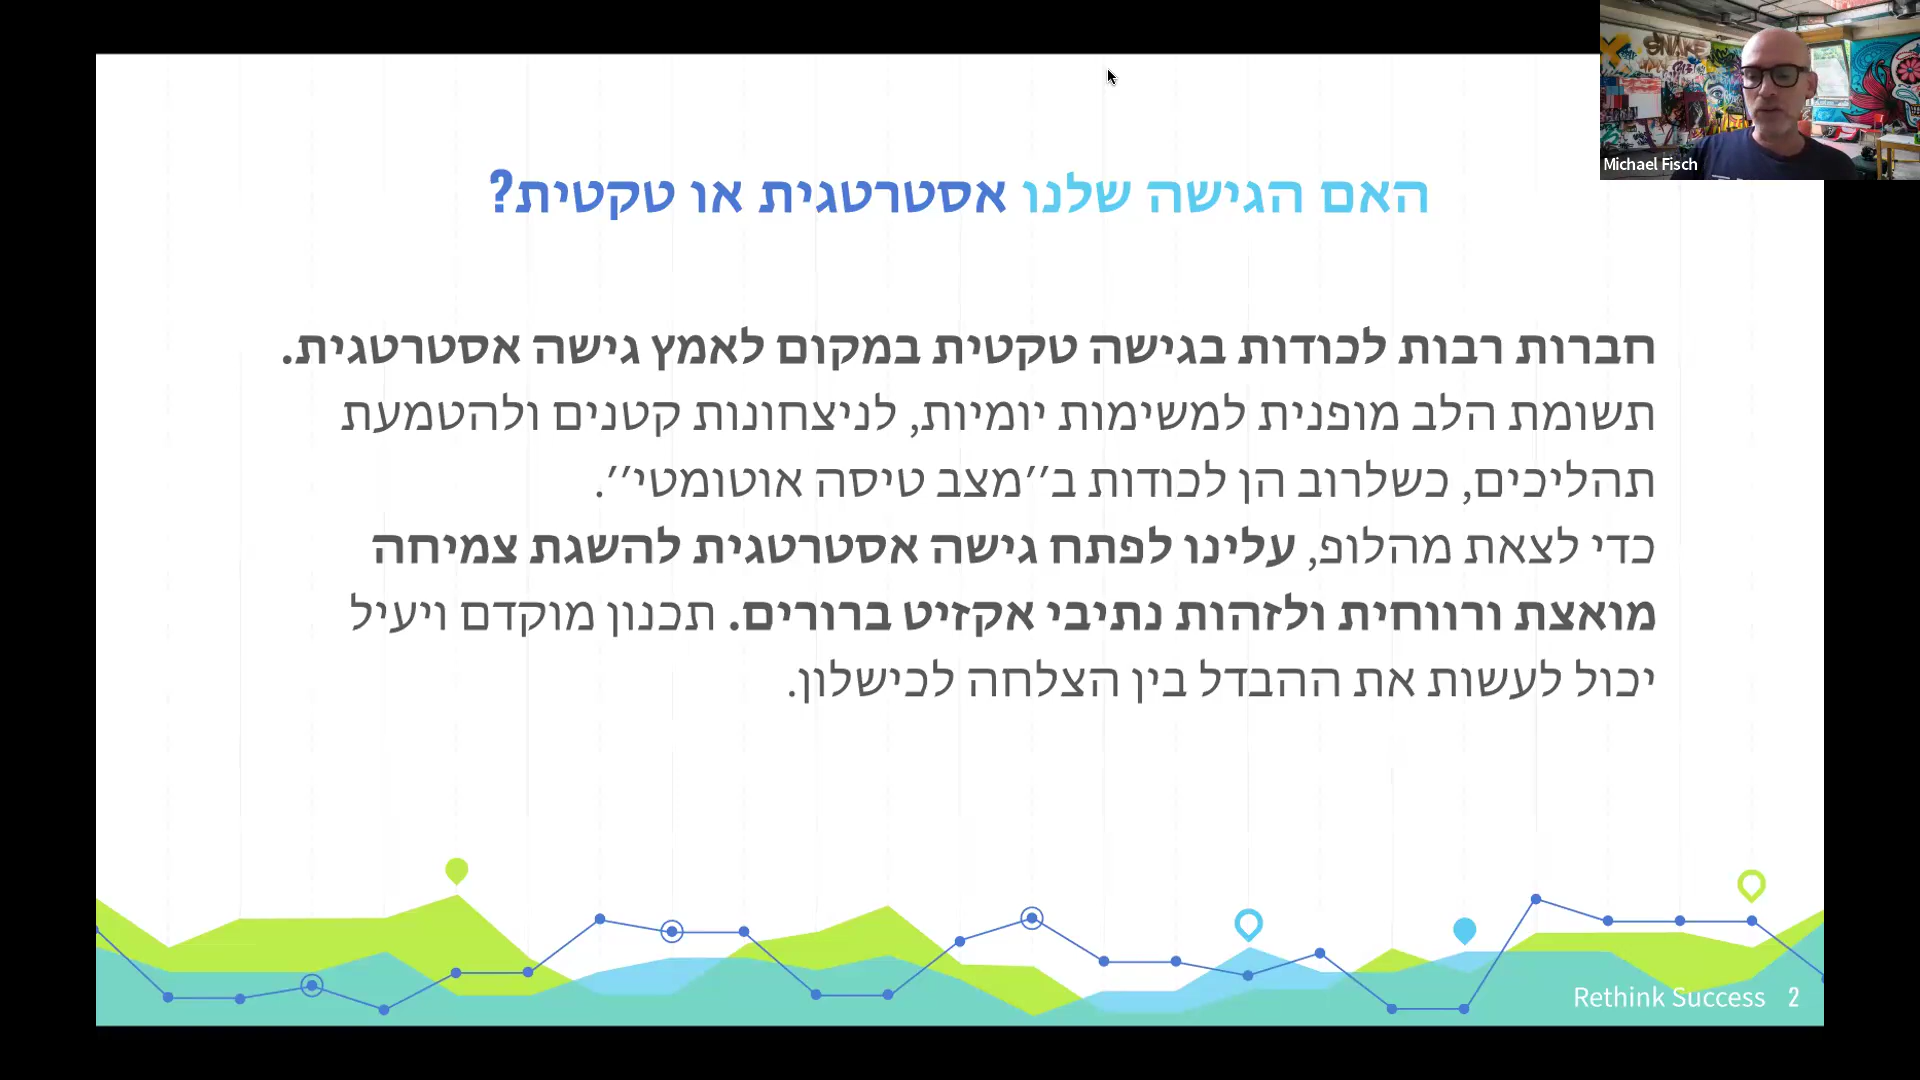 האם הגישה שלנו אסטרטגית או טקטית?
חברות רבות לכודות בגישה טקטית במקום לאמץ גישה אסטרטגית.
תשומת הלב מופנית למשימות יומיות, לניצחונות קטנים ולהטמעת
תהליכים, כשלרוב הן לכודות ב''מצב טיסה אוטומטי''.
כדי לצאת מהלופ, עלינו לפתח גישה אסטרטגית להשגת צמיחה
מואצת ורווחית ולזהות נתיבי אקזיט ברורים. תכנון מוקדם ויעיל
יכול לעשות את ההבדל בין הצלחה לכישלון.
Rethink Success 2
SNAKE
Michael Fisch